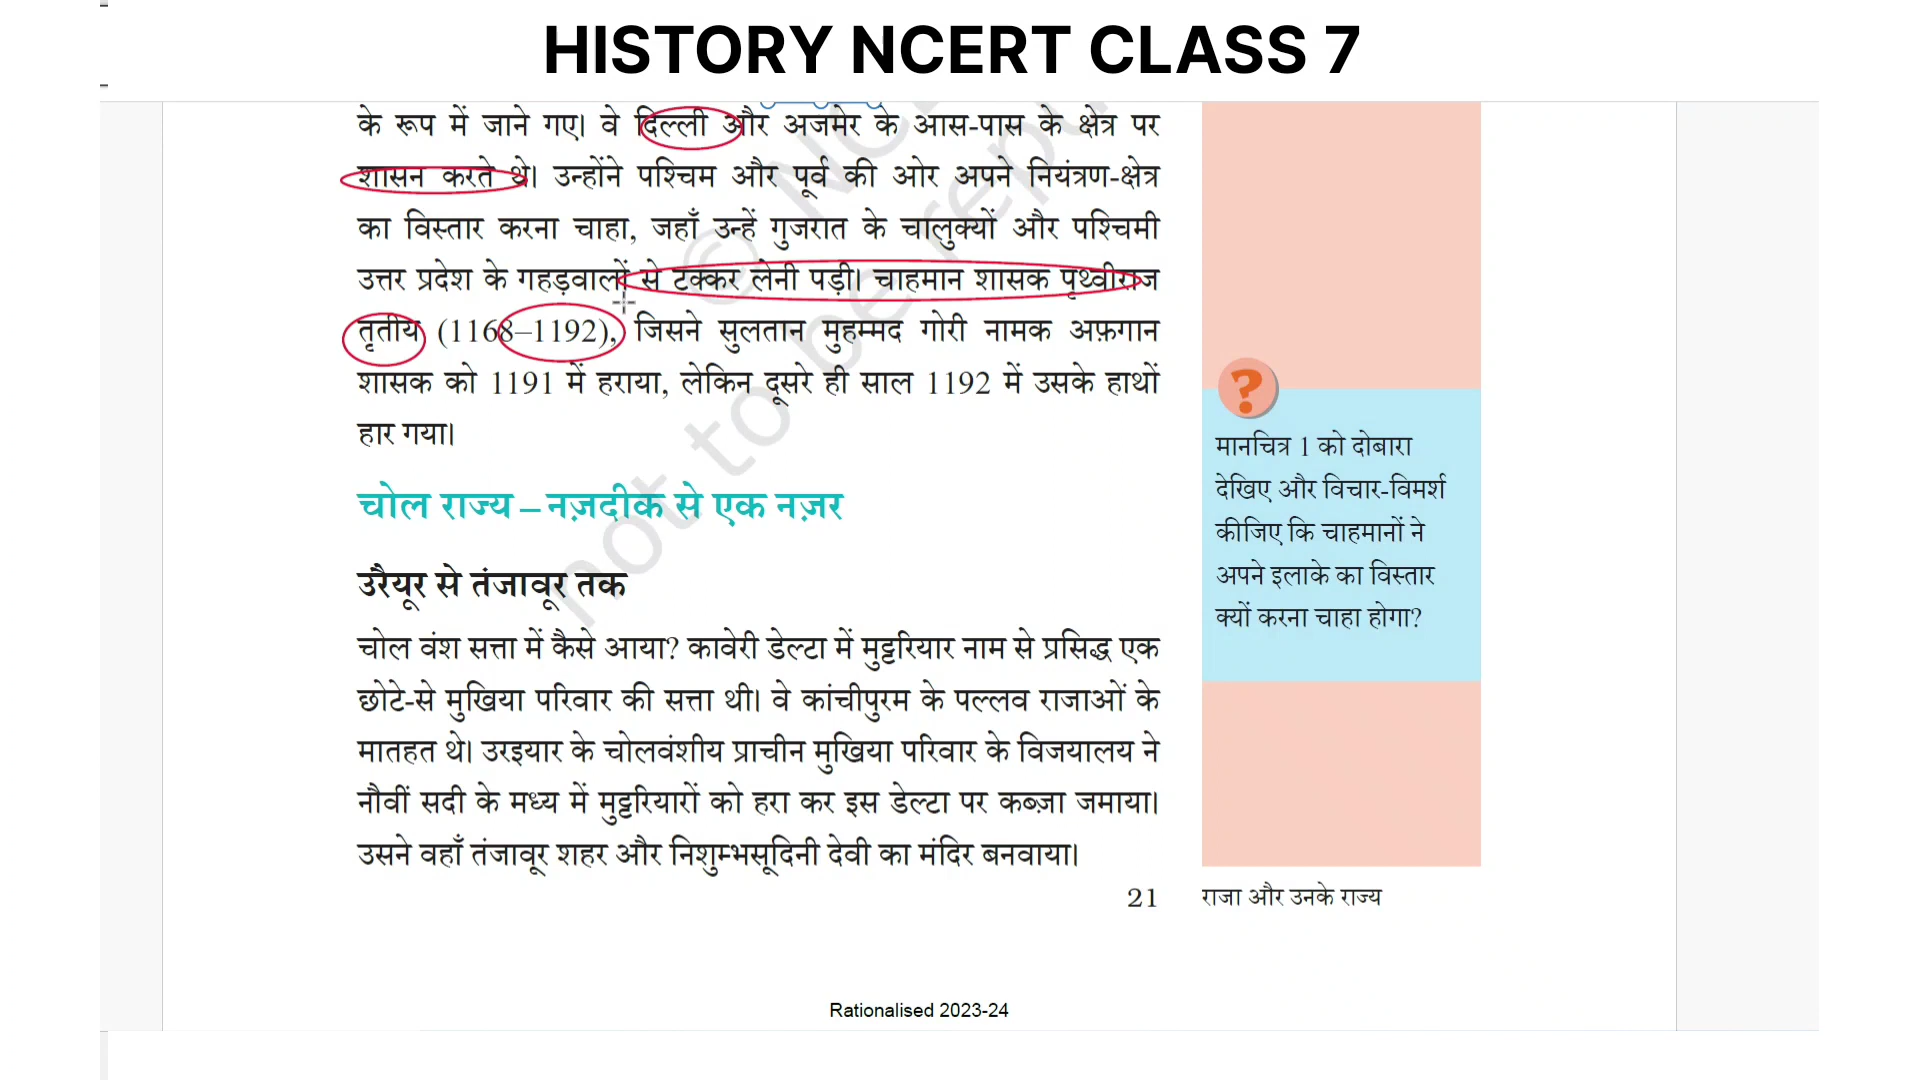 HISTORY NCERT CLASS 7
के रूप में जाने गए। वे दिल्ली और अजमेर के आस-पास के क्षेत्र पर
शासन करते थे। उन्होंने पश्चिम और पूर्व की ओर अपने नियंत्रण-क्षेत्र
का विस्तार करना चाहा, जहाँ उन्हें गुजरात के चालुक्यों और पश्चिमी
उत्तर प्रदेश के गहड़वालों से टक्कर लेनी पड़ी। चाहमान शासक पृथ्वीराज
तृतीय (1168–1192), जिसने सुलतान मुहम्मद गोरी नामक अफ़गान
शासक को 1191 में हराया, लेकिन दूसरे ही साल 1192 में उसके हाथों
हार गया।
चोल राज्य – नज़दीक से एक नज़र
उरैयूर से तंजावूर तक
चोल वंश सत्ता में कैसे आया? कावेरी डेल्टा में मुट्टरियार नाम से प्रसिद्ध एक
छोटे-से मुखिया परिवार की सत्ता थी। वे कांचीपुरम के पल्लव राजाओं के
मातहत थे। उरइयार के चोलवंशीय प्राचीन मुखिया परिवार के विजयालय ने
नौवीं सदी के मध्य में मुट्टरियारों को हरा कर इस डेल्टा पर कब्ज़ा जमाया।
उसने वहाँ तंजावूर शहर और निशुम्भसूदिनी देवी का मंदिर बनवाया।
?
मानचित्र 1 को दोबारा
देखिए और विचार-विमर्श
कीजिए कि चाहमानों ने
अपने इलाके का विस्तार
क्यों करना चाहा होगा?
21 राजा और उनके राज्य
Rationalised 2023-24
© NC
not to be rep